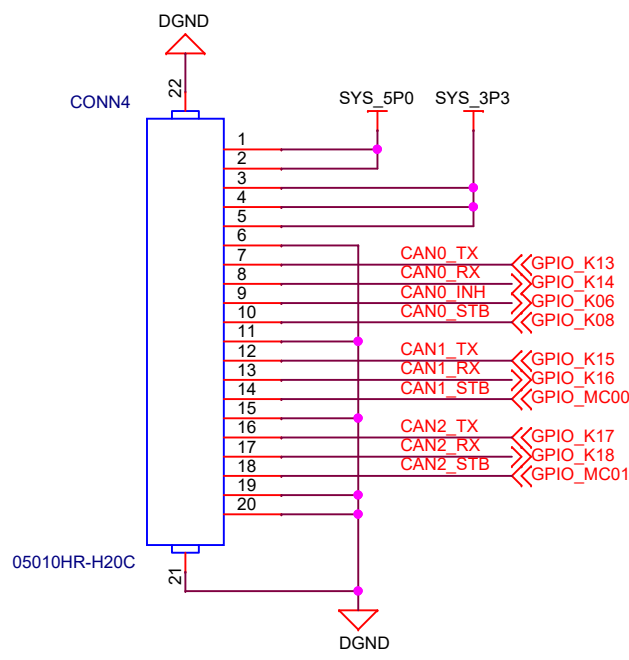 DGND
22
CONN4
SYS_5P0 SYS_3P3
1
2
3
4
5
6
7 CAN0_TX GPIO_K13
8 CAN0_RX GPIO_K14
9 CAN0_INH GPIO_K06
10 CAN0_STB GPIO_K08
11
12 CAN1_TX GPIO_K15
13 CAN1_RX GPIO_K16
14 CAN1_STB GPIO_MC00
15
16 CAN2_TX GPIO_K17
17 CAN2_RX GPIO_K18
18 CAN2_STB GPIO_MC01
19
20
05010HR-H20C
21
DGND